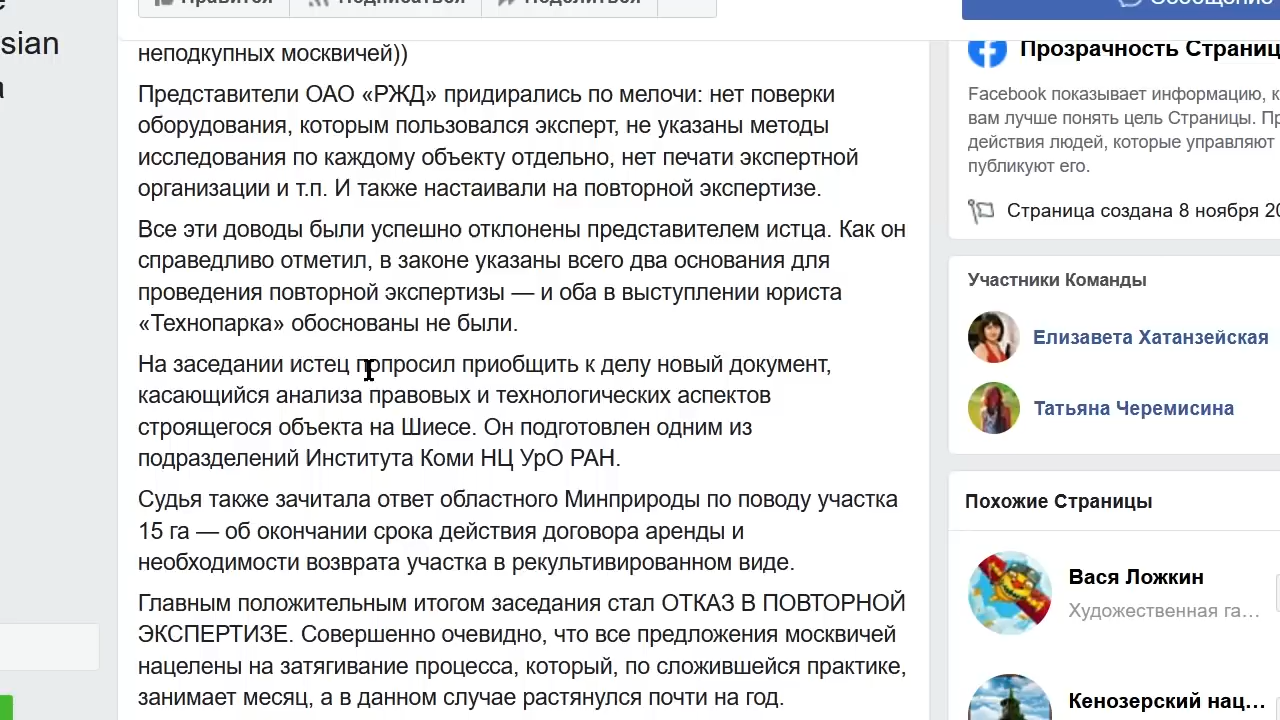 sian
Нравится
Подписаться
Поделиться
Сообщение
неподкупных москвичей))
Представители ОАО «РЖД» придирались по мелочи: нет поверки
оборудования, которым пользовался эксперт, не указаны методы
исследования по каждому объекту отдельно, нет печати экспертной
организации и т.п. И также настаивали на повторной экспертизе.
Все эти доводы были успешно отклонены представителем истца. Как он
справедливо отметил, в законе указаны всего два основания для
проведения повторной экспертизы — и оба в выступлении юриста
«Технопарка» обоснованы не были.
На заседании истец попросил приобщить к делу новый документ,
касающийся анализа правовых и технологических аспектов
строящегося объекта на Шиесе. Он подготовлен одним из
подразделений Института Коми НЦ УрО РАН.
Судья также зачитала ответ областного Минприроды по поводу участка
15 га — об окончании срока действия договора аренды и
необходимости возврата участка в рекультивированном виде.
Главным положительным итогом заседания стал ОТКАЗ В ПОВТОРНОЙ
ЭКСПЕРТИЗЕ. Совершенно очевидно, что все предложения москвичей
нацелены на затягивание процесса, который, по сложившейся практике,
занимает месяц, а в данном случае растянулся почти на год.
Прозрачность Страниц
Facebook показывает информацию, к
вам лучше понять цель Страницы. Пр
действия людей, которые управляют
публикуют его.
Страница создана 8 ноября 20
Участники Команды
Елизавета Хатанзейская
Татьяна Черемисина
Похожие Страницы
Вася Ложкин
Художественная га...
Кенозерский нац...